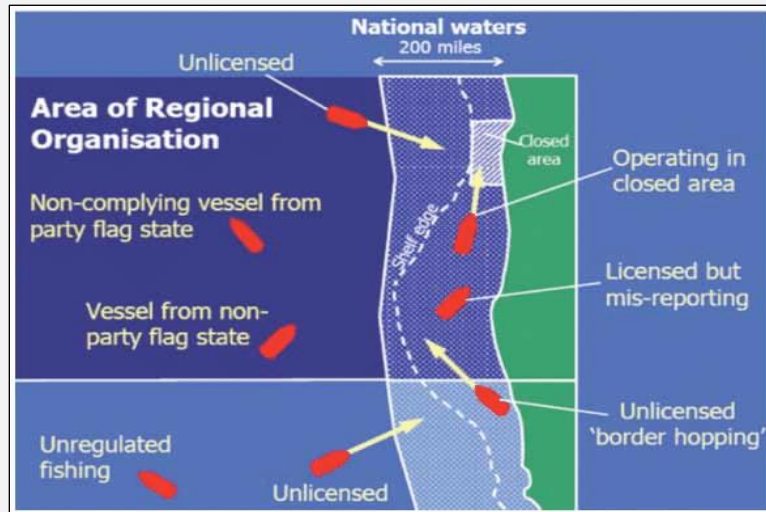 National waters
200 miles
Unlicensed
Area of Regional
Organisation
Closed
area
Operating in
closed area
Non-complying vessel from
party flag state
Shelf edge
Licensed but
mis-reporting
Vessel from non-
party flag state
Unlicensed
‘border hopping’
Unregulated
fishing
Unlicensed